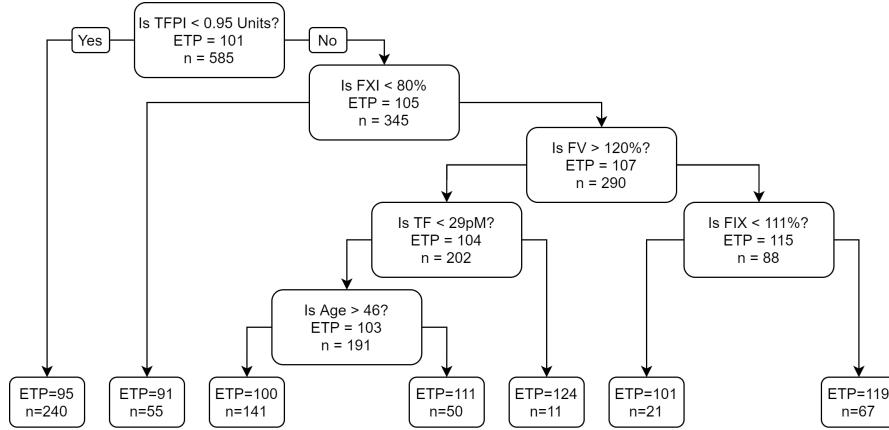 Is TFPI < 0.95 Units?
ETP = 101
n = 585
Yes
No
Is FXI < 80%
ETP = 105
n = 345
Is FV > 120%?
ETP = 107
n = 290
Is TF < 29pM?
ETP = 104
n = 202
Is FIX < 111%?
ETP = 115
n = 88
Is Age > 46?
ETP = 103
n = 191
ETP=95
n=240
ETP=91
n=55
ETP=100
n=141
ETP=111
n=50
ETP=124
n=11
ETP=101
n=21
ETP=119
n=67